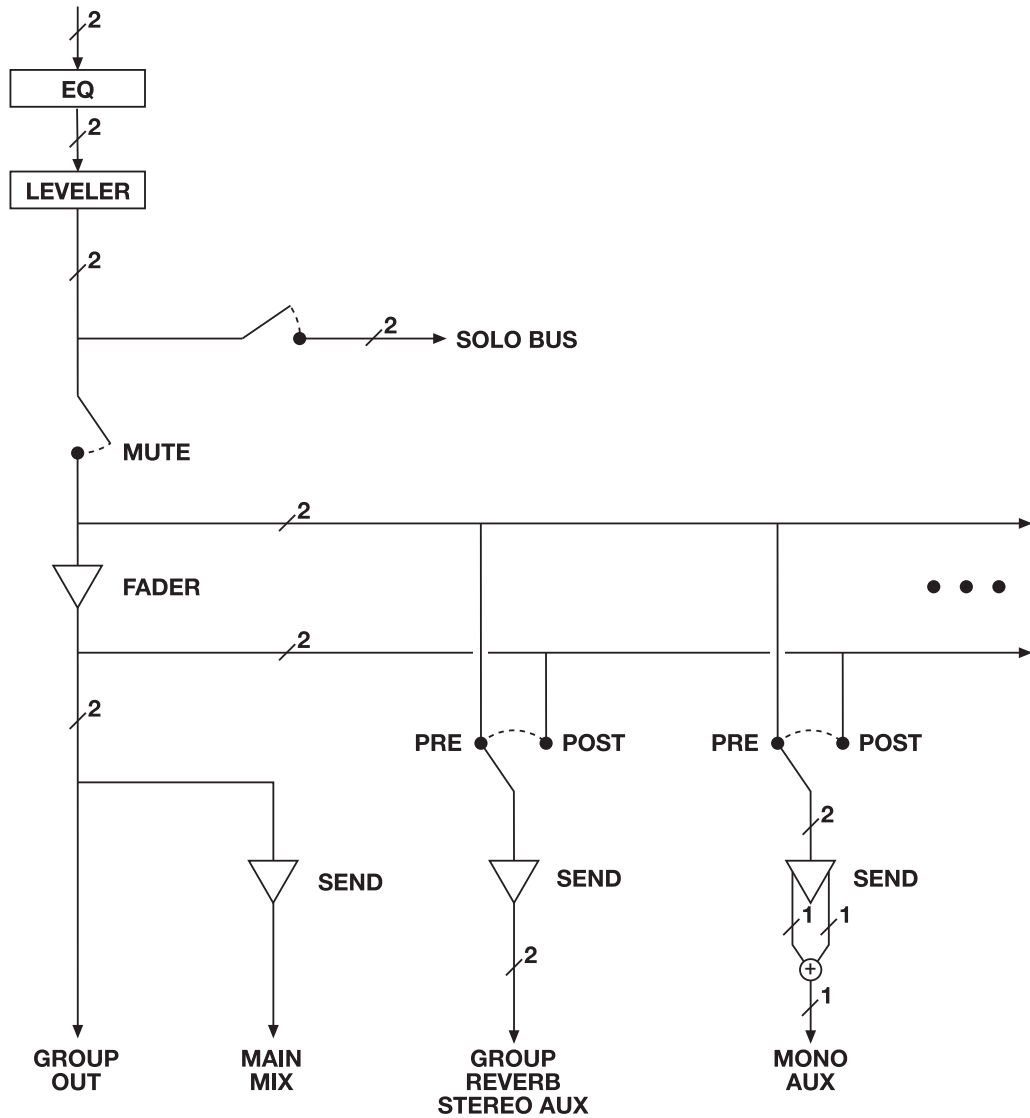 2
EQ
2
LEVELER
2
2
SOLO BUS
MUTE
2
FADER
2
2
PRE
POST
PRE
POST
2
SEND
SEND
SEND
1
1
2
1
GROUP
OUT
MAIN
MIX
GROUP
REVERB
STEREO AUX
MONO
AUX